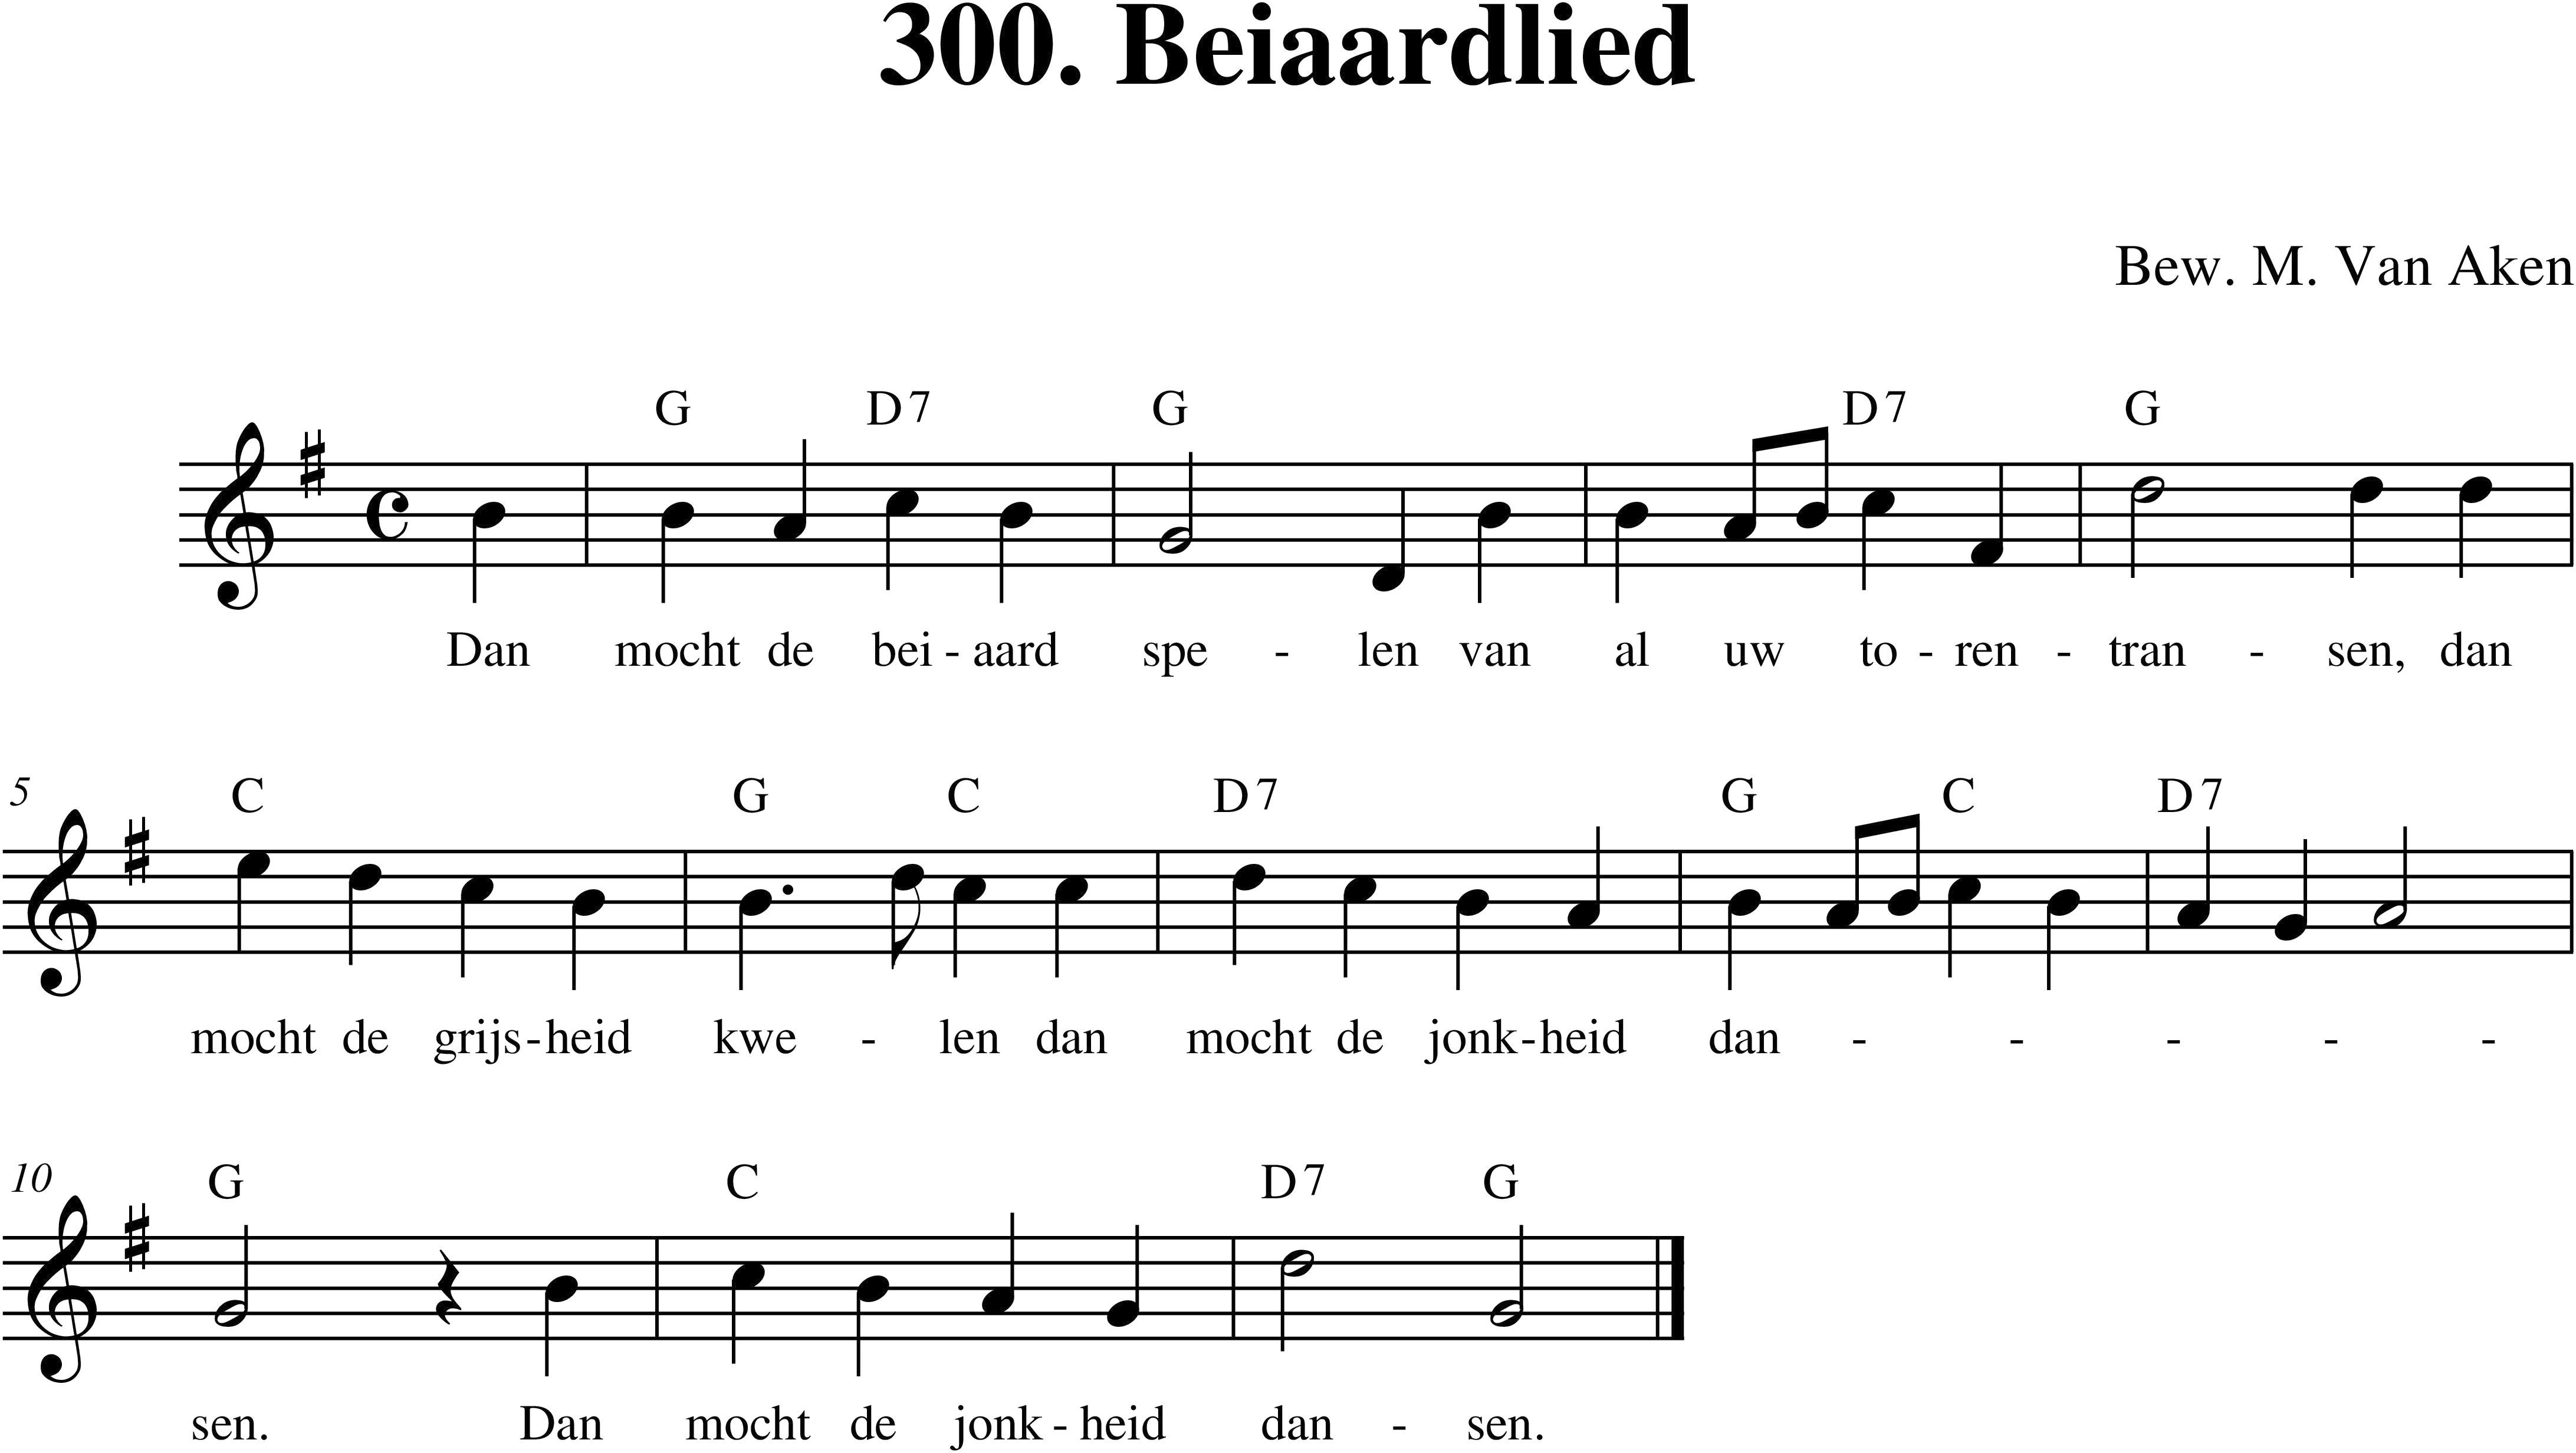 300. Beiaardlied
Bew. M. Van Aken
G D7 G D7 G
Dan mocht de bei - aard spe - len van al uw to - ren - tran - sen, dan
5 C G C D7 G C D7
mocht de grijs - heid kwe - len dan mocht de jonk - heid dan - - - - -
10 G C D7 G
sen. Dan mocht de jonk - heid dan - sen.